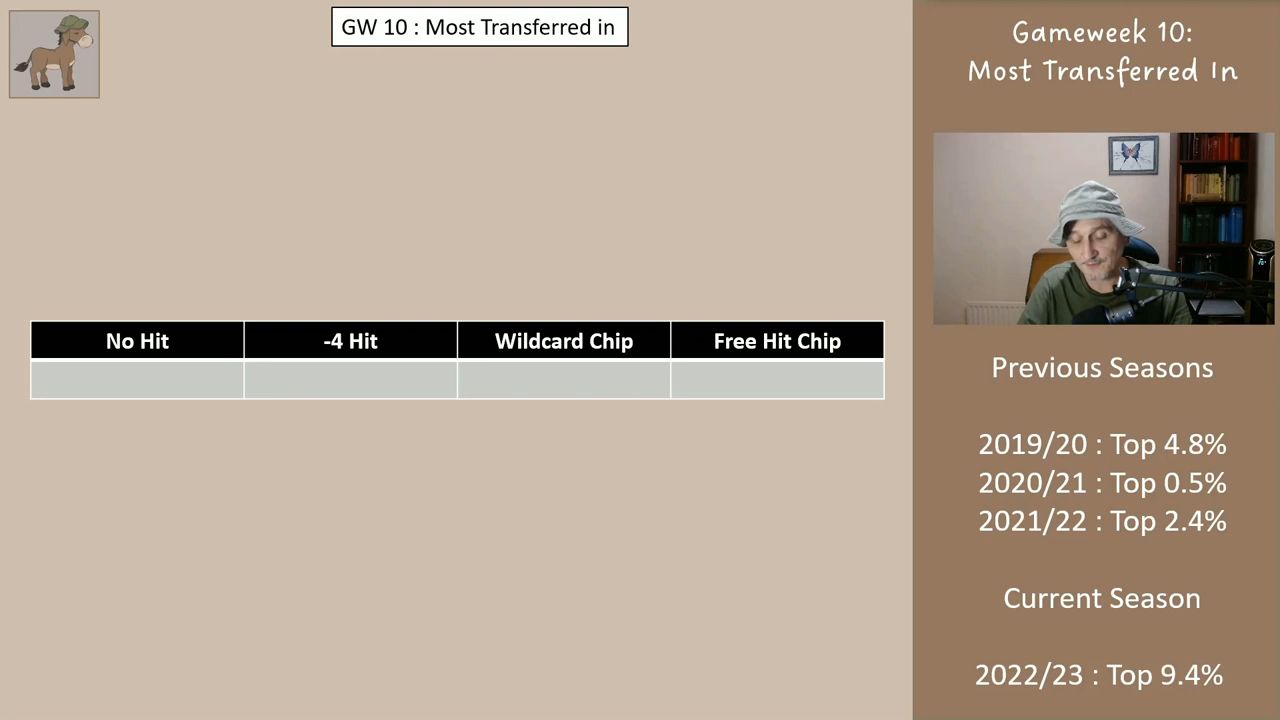 GW 10 : Most Transferred in
Gameweek 10:
Most Transferred In
No Hit
-4 Hit
Wildcard Chip
Free Hit Chip
Previous Seasons
2019/20 : Top 4.8%
2020/21 : Top 0.5%
2021/22 : Top 2.4%
Current Season
2022/23 : Top 9.4%